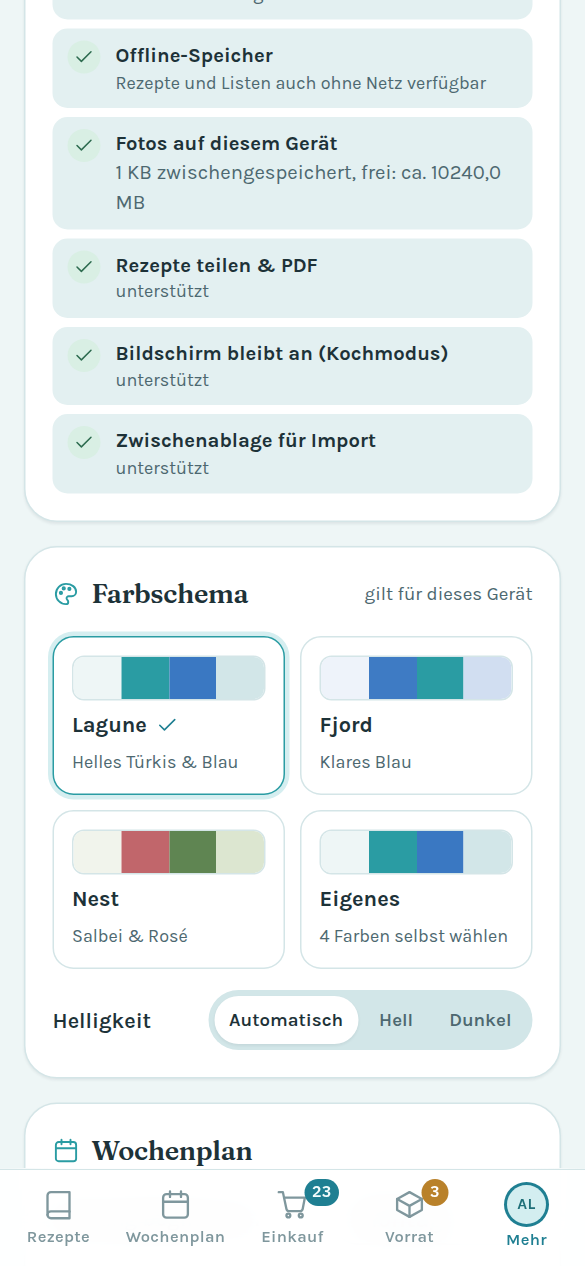 Offline-Speicher
Rezepte und Listen auch ohne Netz verfügbar
Fotos auf diesem Gerät
1 KB zwischengespeichert, frei: ca. 10240,0
MB
Rezepte teilen & PDF
unterstützt
Bildschirm bleibt an (Kochmodus)
unterstützt
Zwischenablage für Import
unterstützt
Farbschema
gilt für dieses Gerät
Lagune
Helles Türkis & Blau
Fjord
Klares Blau
Nest
Salbei & Rosé
Eigenes
4 Farben selbst wählen
Helligkeit
Automatisch
Hell
Dunkel
Wochenplan
Rezepte
Wochenplan
23
Einkauf
3
Vorrat
AL
Mehr